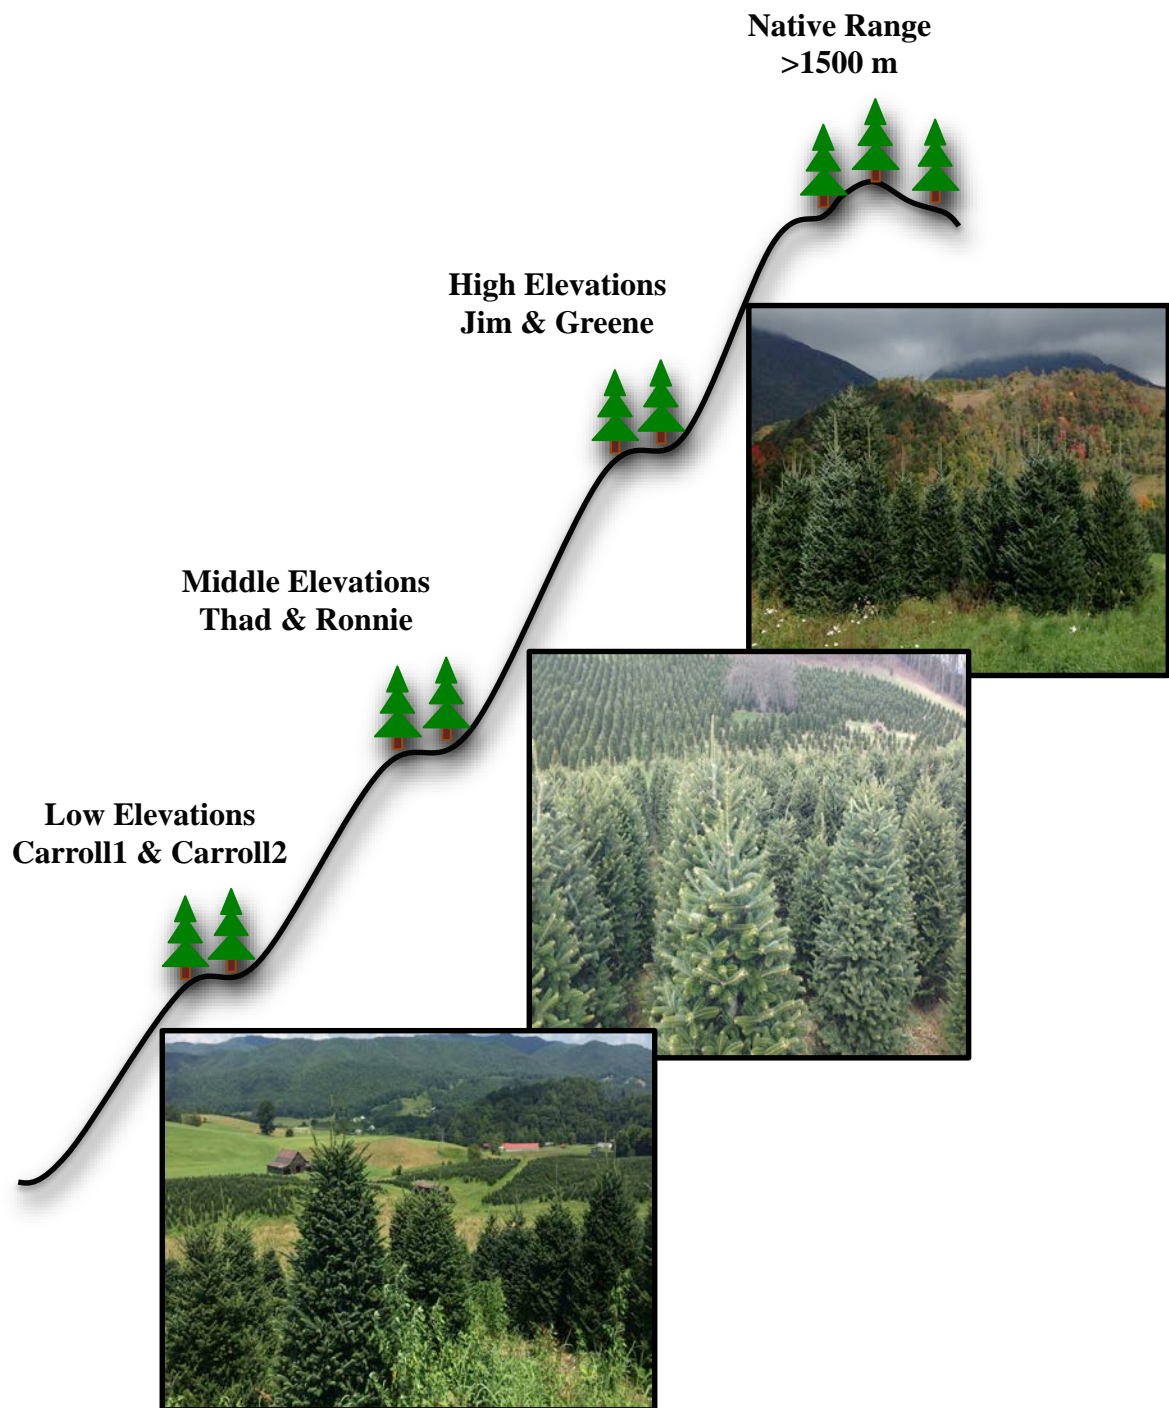 Native Range
>1500 m
High Elevations
Jim & Greene
Middle Elevations
Thad & Ronnie
Low Elevations
Carroll1 & Carroll2